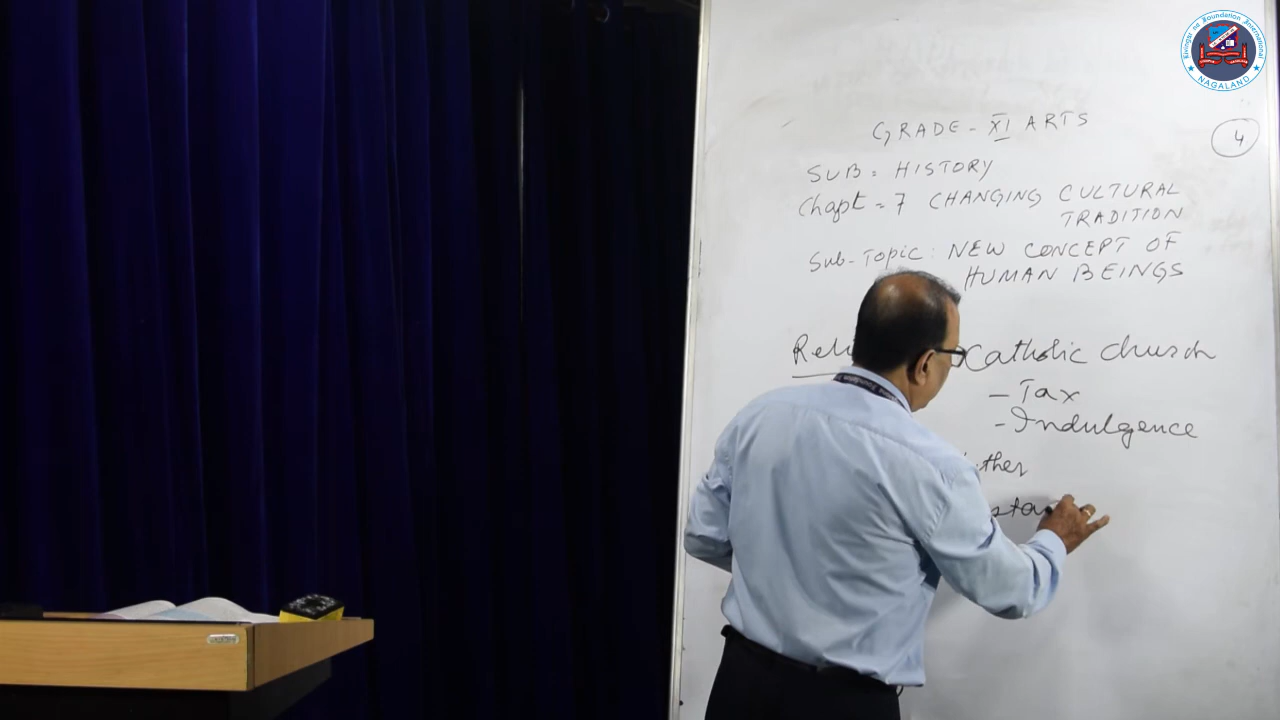 GRADE - XI ARTS
4
SUB = HISTORY
Chapt = 7 CHANGING CULTURAL
TRADITION
Sub-Topic: NEW CONCEPT OF
HUMAN BEINGS
Catholic Church
- Tax
- Indulgence
NAGALAND